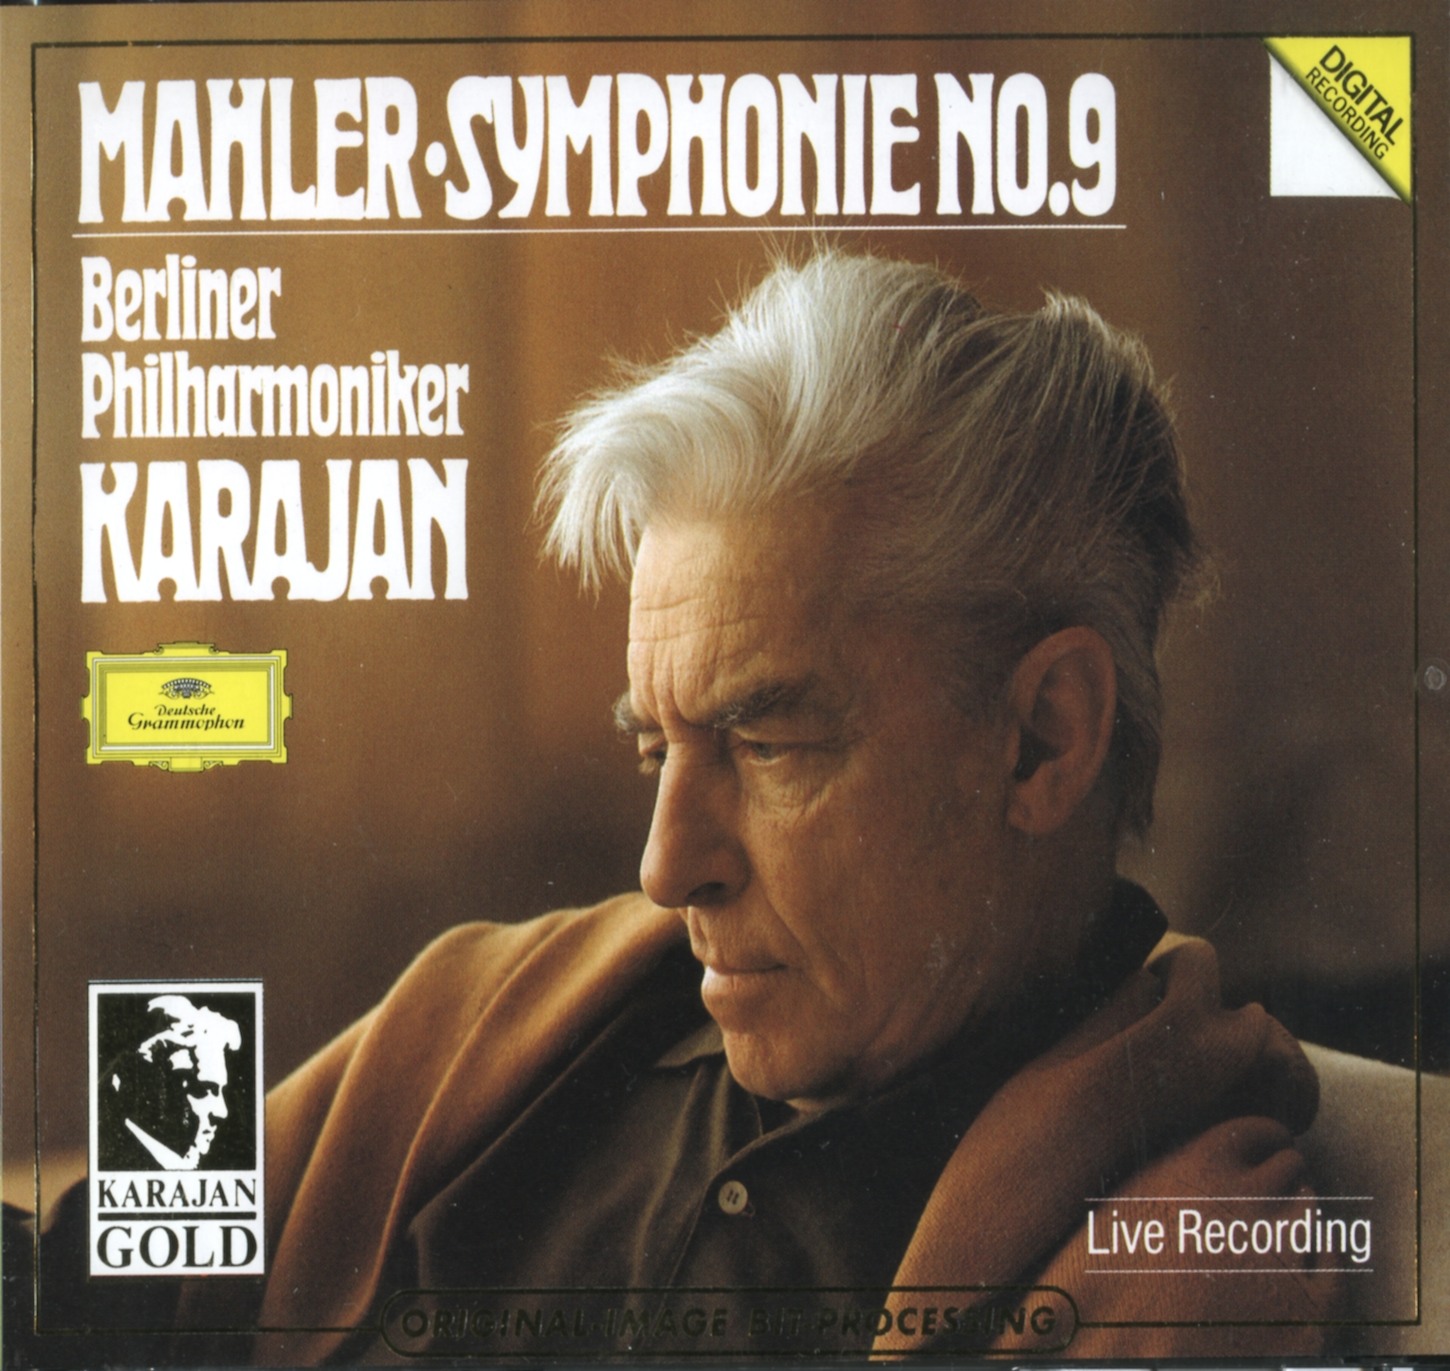 MAHLER·SYMPHONIE NO.9
DIGITAL
RECORDING
Berliner
Philharmoniker
KARAJAN
Deutsche
Grammophon
KARAJAN
GOLD
Live Recording
ORIGINAL-IMAGE BIT-PROCESSING